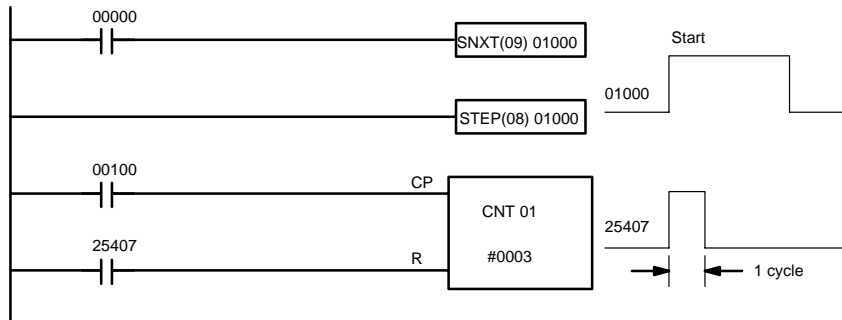 00000
SNXT(09) 01000
Start
01000
STEP(08) 01000
00100
CP
CNT 01
25407
25407
#0003
R
1 cycle